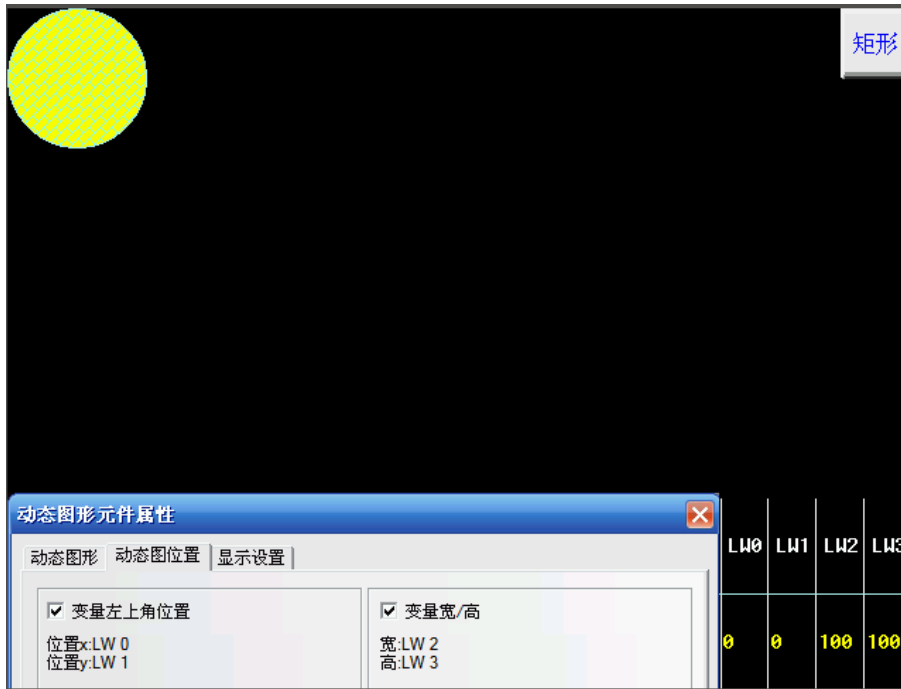 矩形
动态图形元件属性
动态图形 动态图位置 显示设置
变量左上角位置
位置x:LW 0
位置y:LW 1
变量宽/高
宽:LW 2
高:LW 3
LW0 LW1 LW2 LW3
0 0 100 100